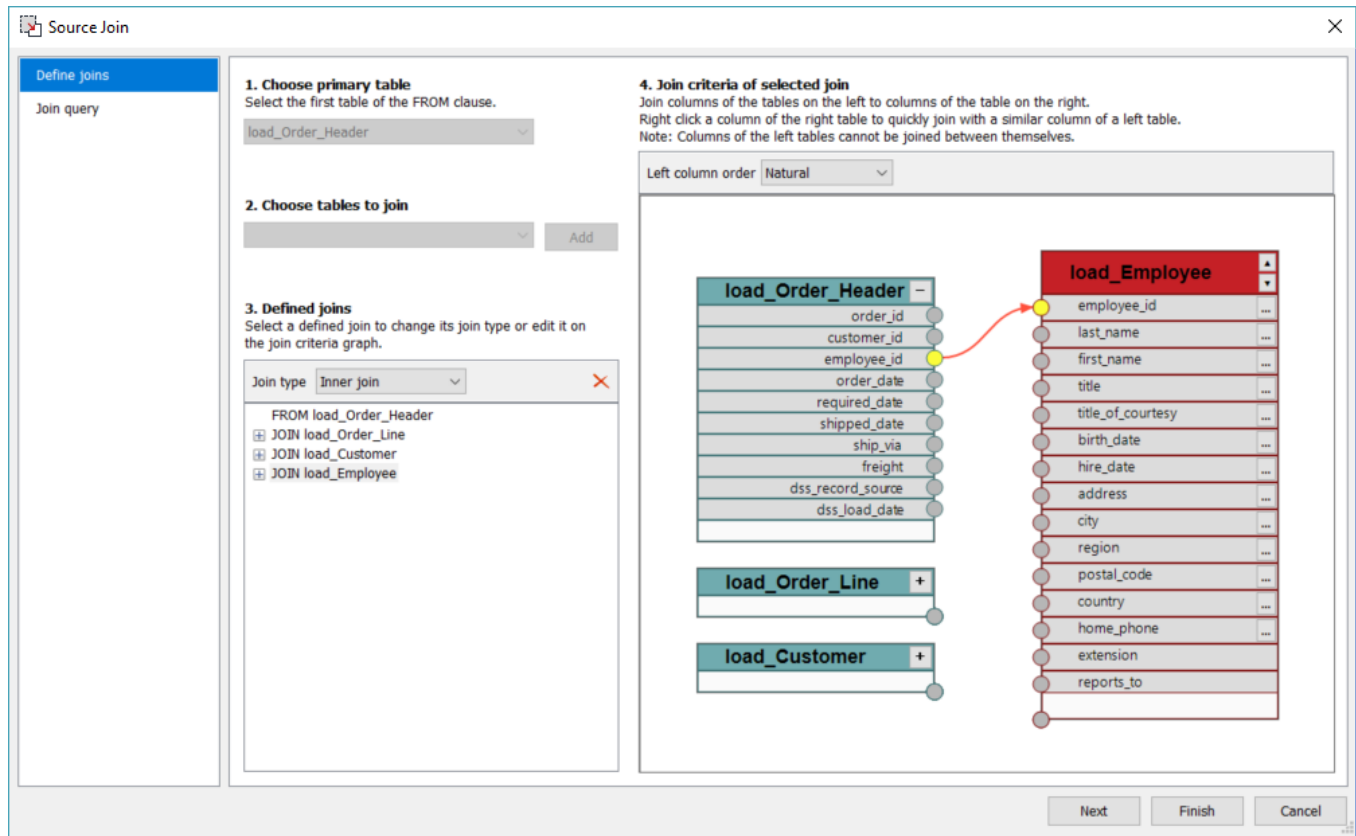 Source Join
Define joins
Join query
1. Choose primary table
Select the first table of the FROM clause.
load_Order_Header
2. Choose tables to join
Add
3. Defined joins
Select a defined join to change its join type or edit it on
the join criteria graph.
Join type Inner join
FROM load_Order_Header
JOIN load_Order_Line
JOIN load_Customer
JOIN load_Employee
4. Join criteria of selected join
Join columns of the tables on the left to columns of the table on the right.
Right click a column of the right table to quickly join with a similar column of a left table.
Note: Columns of the left tables cannot be joined between themselves.
Left column order Natural
load_Order_Header
order_id
customer_id
employee_id
order_date
required_date
shipped_date
ship_via
freight
dss_record_source
dss_load_date
load_Order_Line
load_Customer
load_Employee
employee_id ...
last_name ...
first_name ...
title ...
title_of_courtesy ...
birth_date ...
hire_date ...
address ...
city ...
region ...
postal_code ...
country ...
home_phone ...
extension
reports_to
Next Finish Cancel